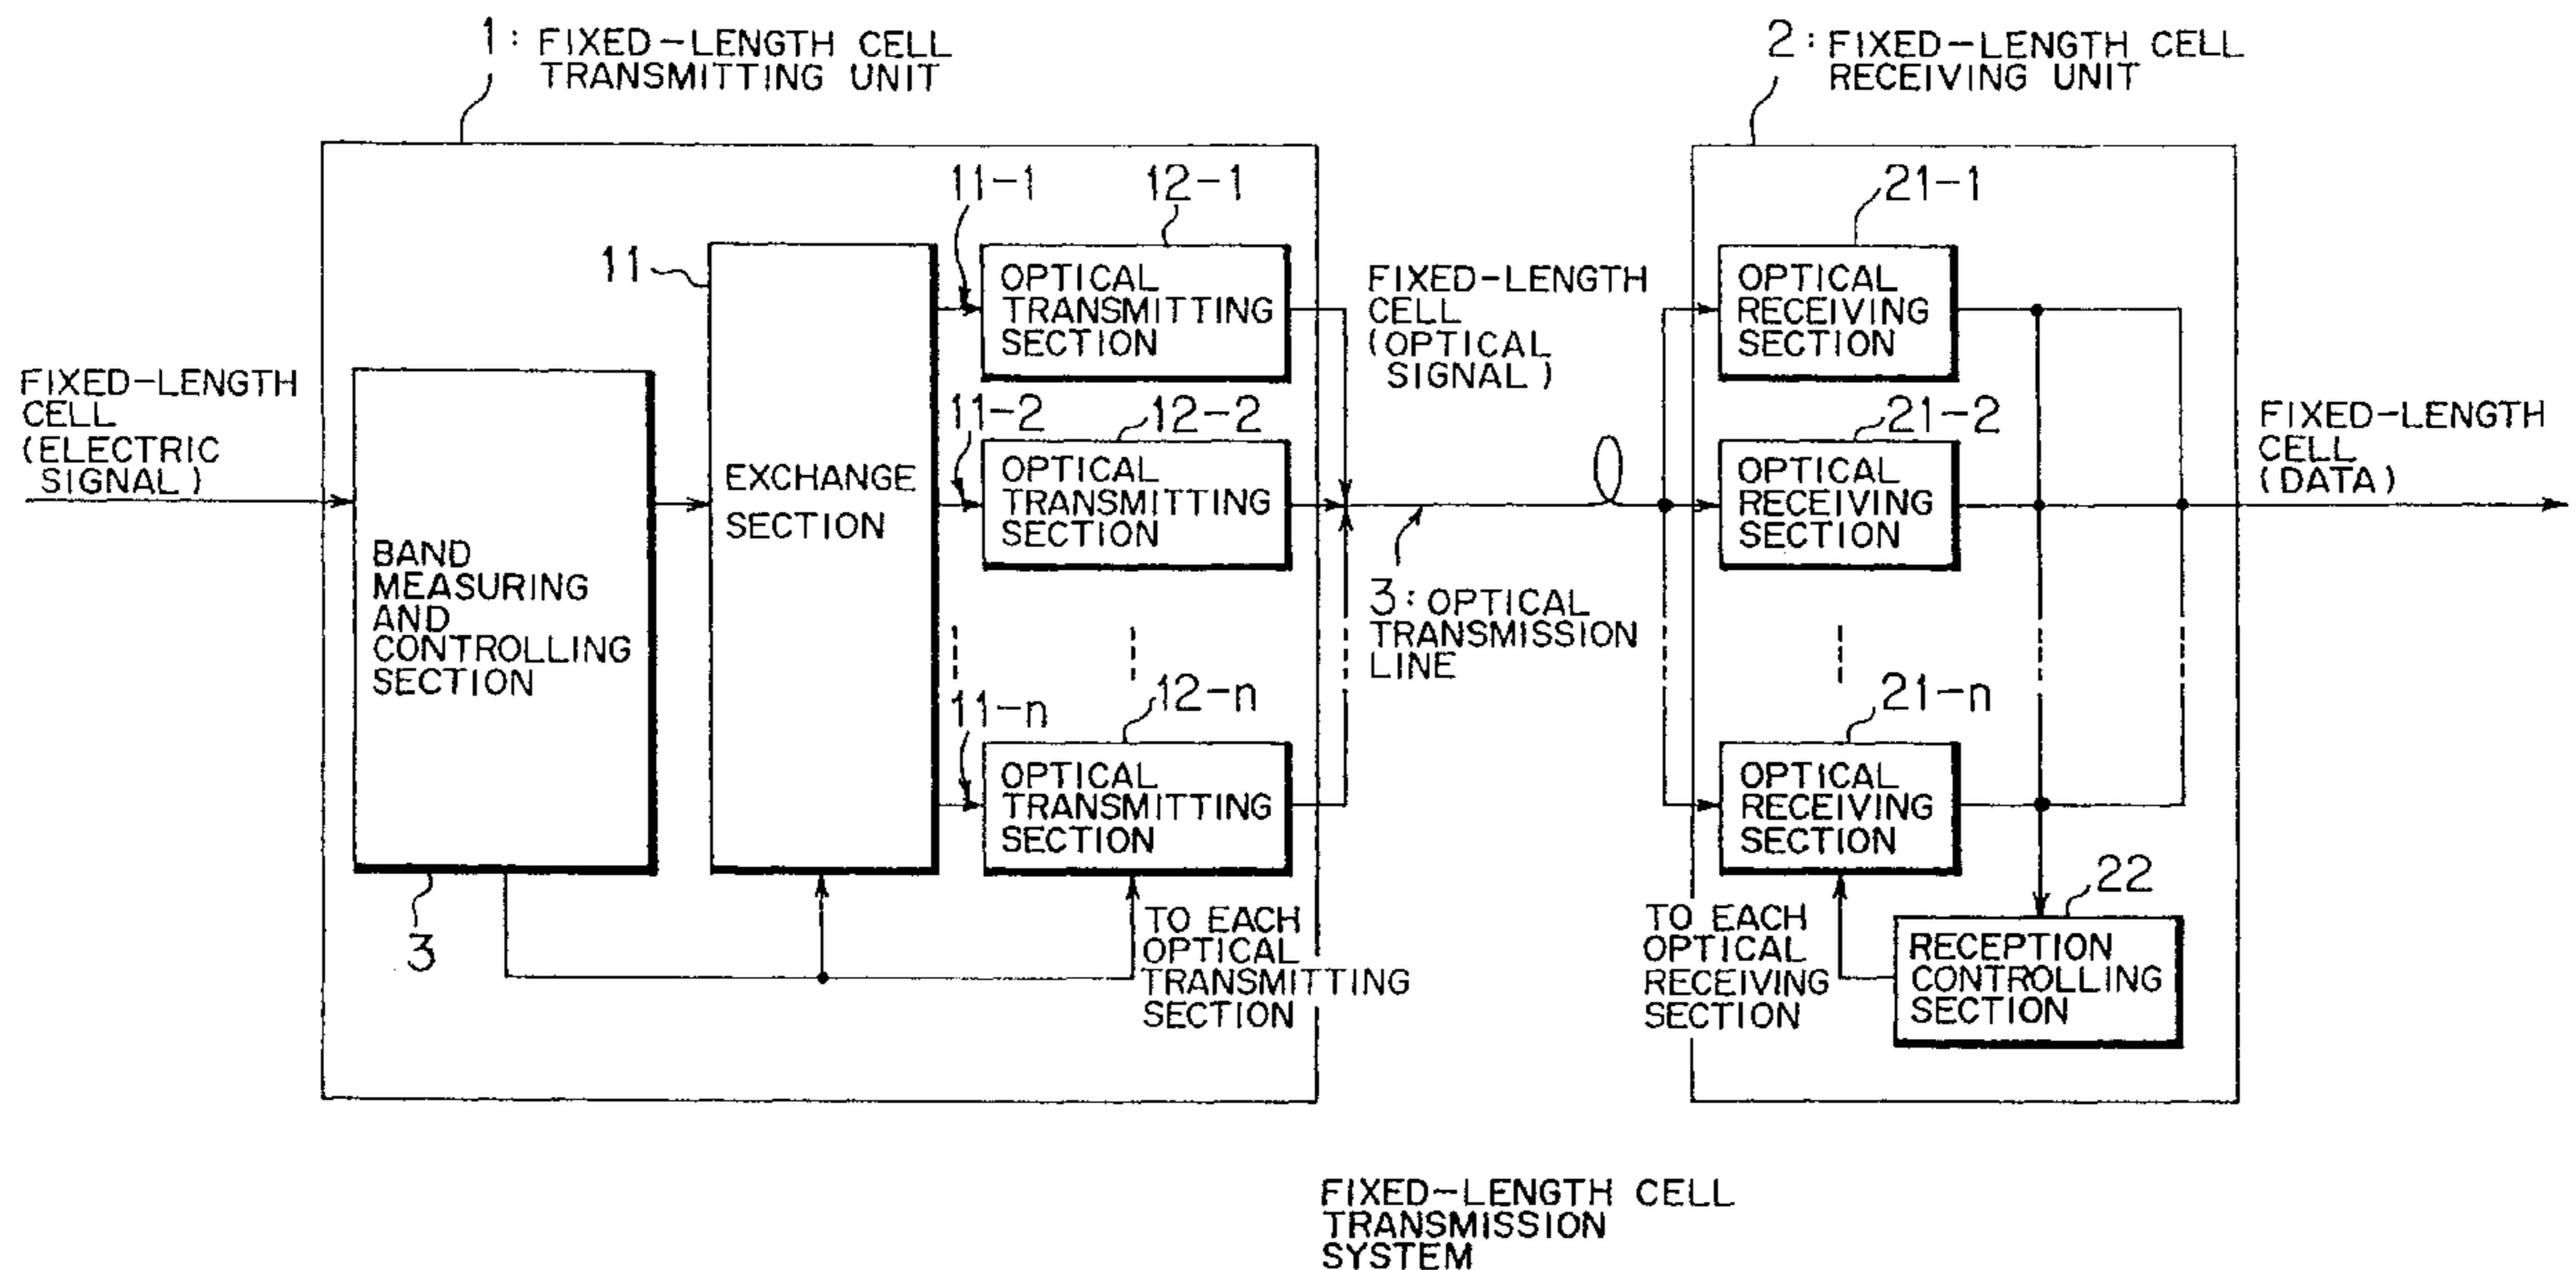 1: FIXED-LENGTH CELL
TRANSMITTING UNIT
2: FIXED-LENGTH CELL
RECEIVING UNIT
FIXED-LENGTH
CELL
(ELECTRIC
SIGNAL)
BAND
MEASURING
AND
CONTROLLING
SECTION
3
11
EXCHANGE
SECTION
11-1
12-1
OPTICAL
TRANSMITTING
SECTION
11-2
12-2
OPTICAL
TRANSMITTING
SECTION
11-n
12-n
OPTICAL
TRANSMITTING
SECTION
TO EACH
OPTICAL
TRANSMITTING
SECTION
FIXED-LENGTH
CELL
(OPTICAL
SIGNAL)
3: OPTICAL
TRANSMISSION
LINE
21-1
OPTICAL
RECEIVING
SECTION
21-2
OPTICAL
RECEIVING
SECTION
21-n
OPTICAL
RECEIVING
SECTION
TO EACH
OPTICAL
RECEIVING
SECTION
22
RECEPTION
CONTROLLING
SECTION
FIXED-LENGTH
CELL
(DATA)
FIXED-LENGTH CELL
TRANSMISSION
SYSTEM